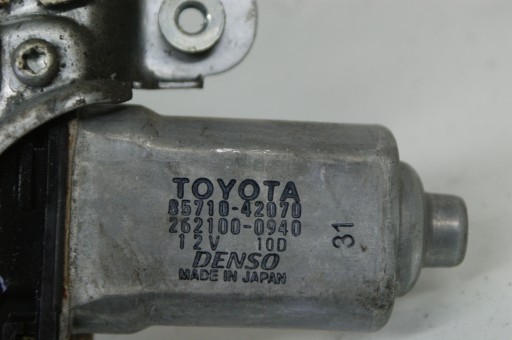 TOYOTA
85710-42070
262100-0940
12V 10D
DENSO
MADE IN JAPAN
31